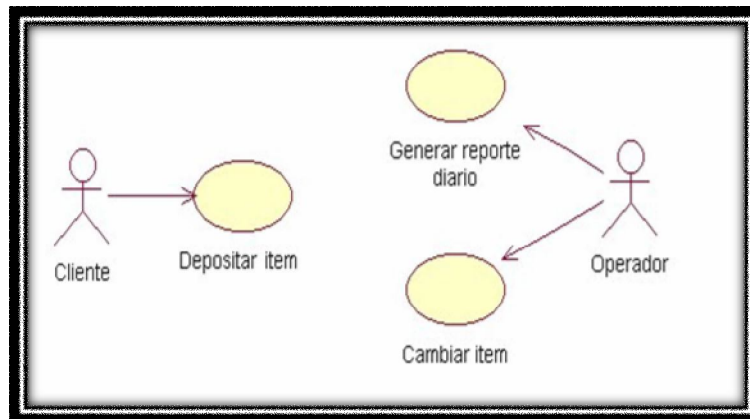 Generar reporte
diario
Cliente
Depositar item
Operador
Cambiar item